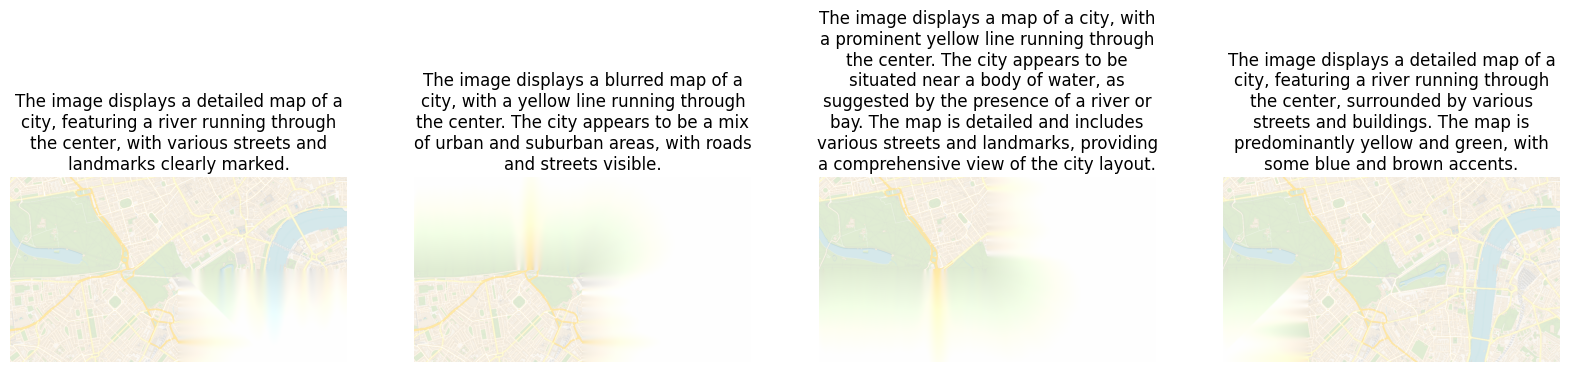 The image displays a detailed map of a
city, featuring a river running through
the center, with various streets and
landmarks clearly marked.
The image displays a blurred map of a
city, with a yellow line running through
the center. The city appears to be a mix
of urban and suburban areas, with roads
and streets visible.
The image displays a map of a city, with
a prominent yellow line running through
the center. The city appears to be
situated near a body of water, as
suggested by the presence of a river or
bay. The map is detailed and includes
various streets and landmarks, providing
a comprehensive view of the city layout.
The image displays a detailed map of a
city, featuring a river running through
the center, surrounded by various
streets and buildings. The map is
predominantly yellow and green, with
some blue and brown accents.